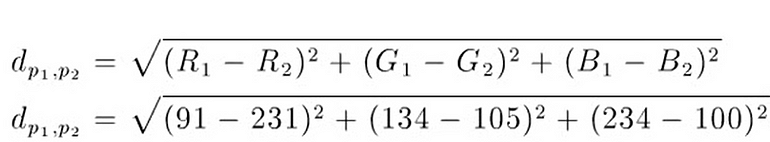 d_{p_1,p_2} = √((R_1 − R_2)² + (G_1 − G_2)² + (B_1 − B_2)²)
d_{p_1,p_2} = √((91 − 231)² + (134 − 105)² + (234 − 100)²)